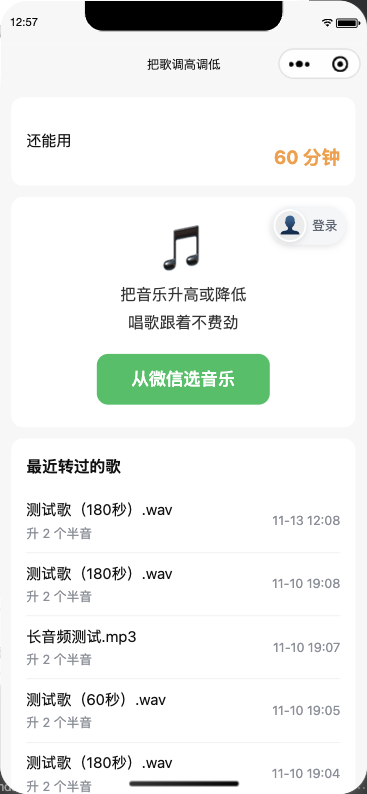 12:57
把歌调高调低
还能用
60 分钟
登录
把音乐升高或降低
唱歌跟着不费劲
从微信选音乐
最近转过的歌
测试歌（180秒）.wav
11-13 12:08
升 2 个半音
测试歌（180秒）.wav
11-10 19:08
升 2 个半音
长音频测试.mp3
11-10 19:07
升 2 个半音
测试歌（60秒）.wav
11-10 19:05
升 2 个半音
测试歌（180秒）.wav
11-10 19:04
升 2 个半音